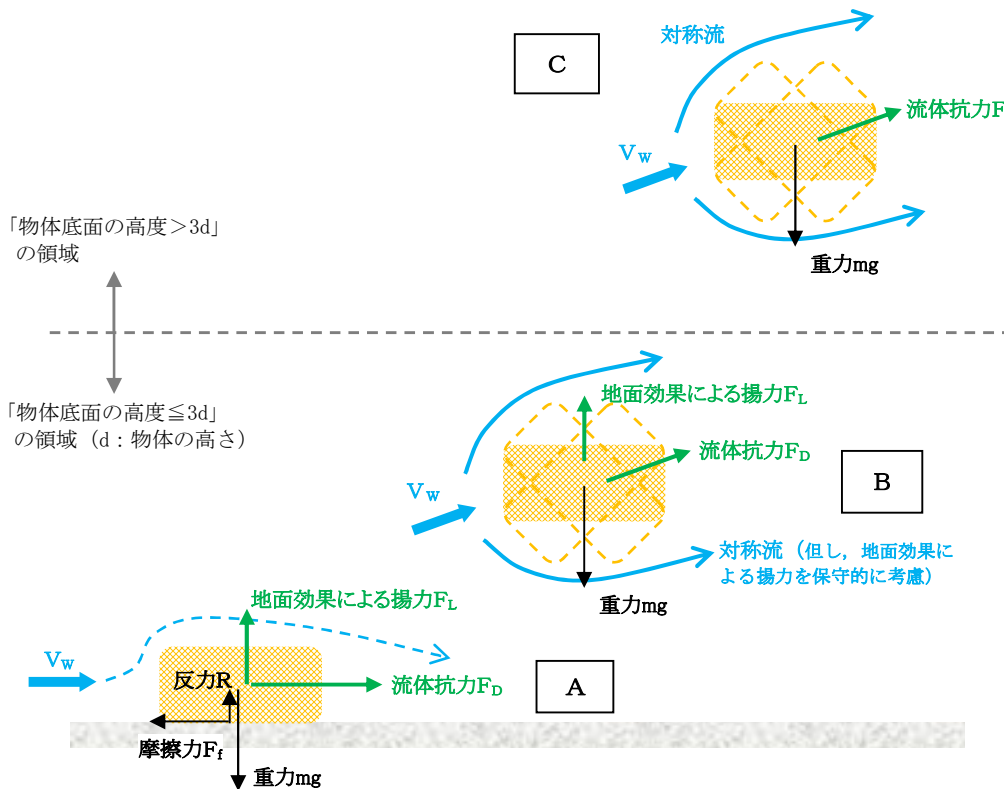 対称流
C
流体抗力F
VW
重力mg
「物体底面の高度＞3d」
の領域
「物体底面の高度≦3d」
の領域（d：物体の高さ）
地面効果による揚力FL
流体抗力FD
B
VW
対称流（但し，地面効果に
よる揚力を保守的に考慮）
重力mg
地面効果による揚力FL
VW
反力R
流体抗力FD
A
摩擦力Ff
重力mg